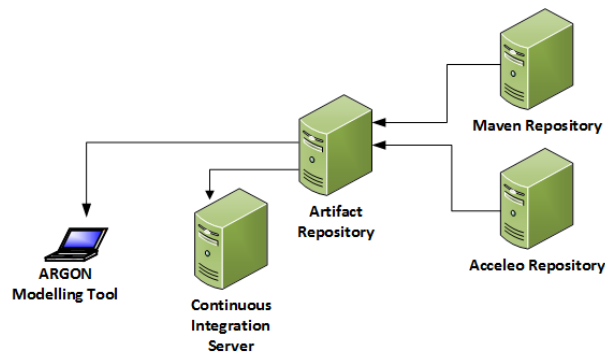 Maven Repository
Artifact
Repository
Acceleo Repository
ARGON
Modelling Tool
Continuous
Integration
Server